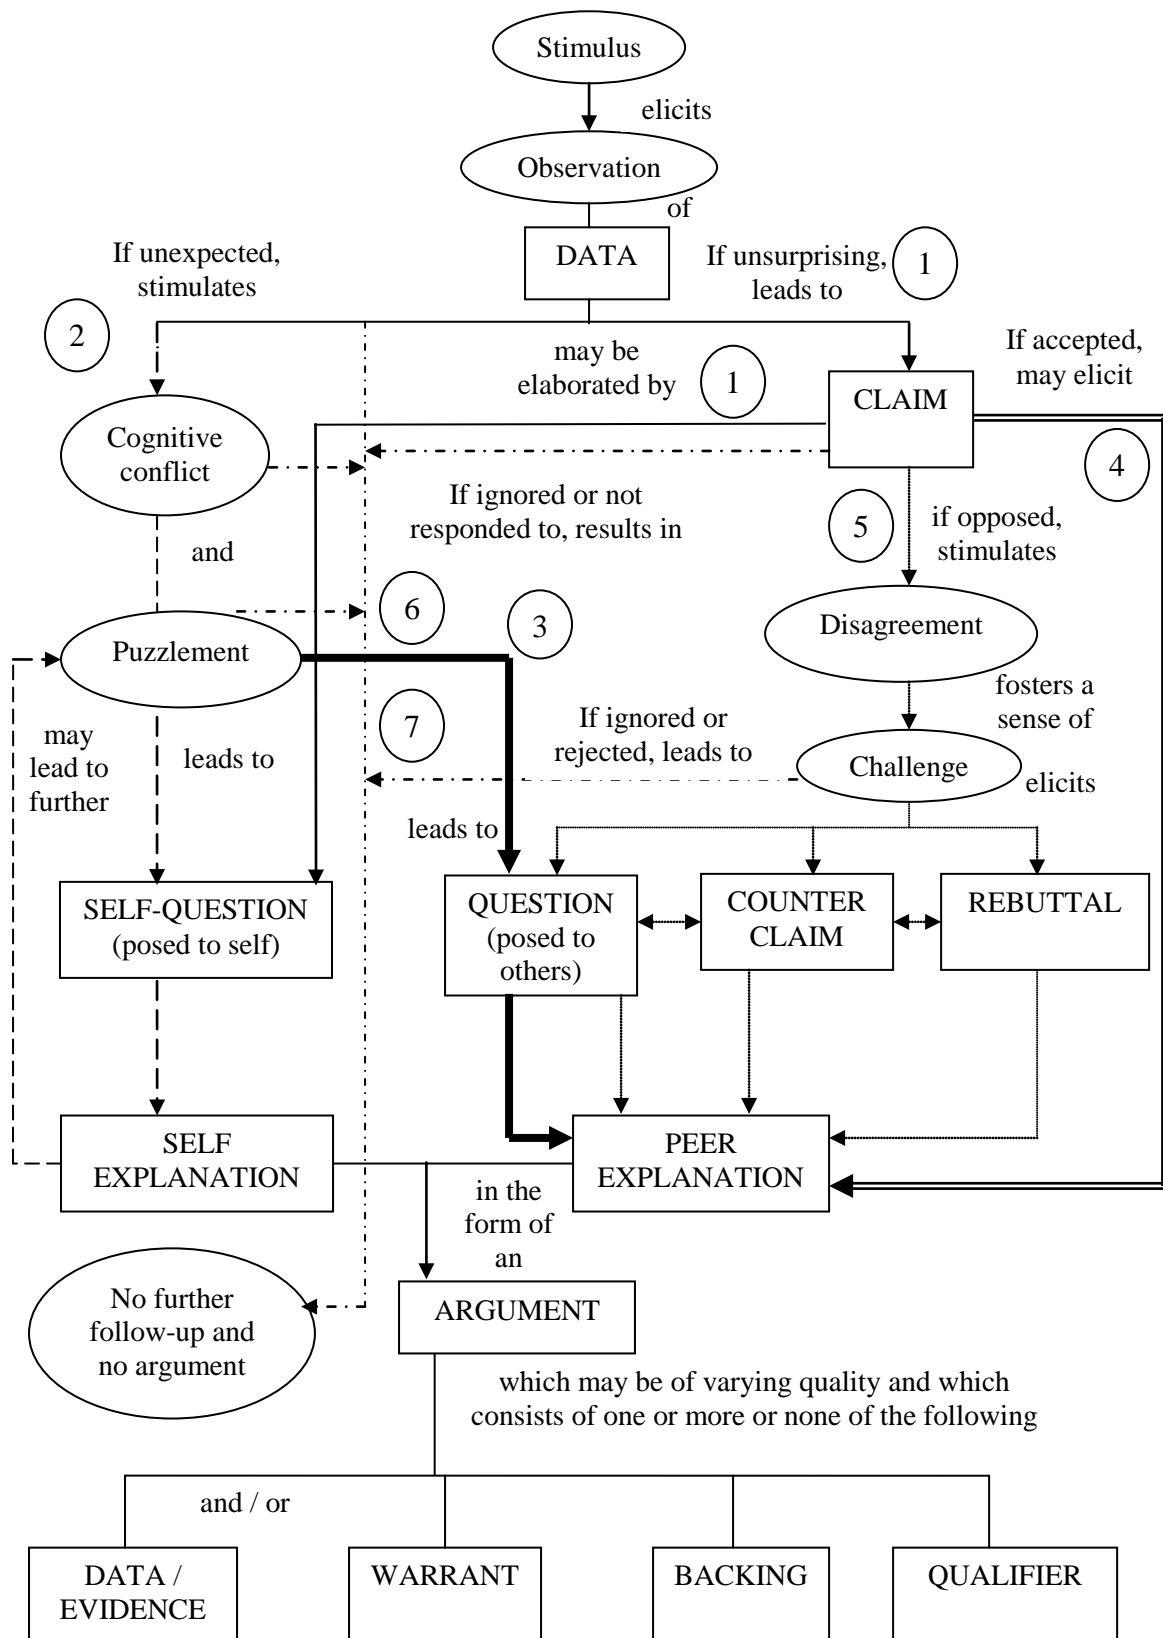 Stimulus
elicits
Observation
of
DATA
If unexpected,
stimulates
If unsurprising,
leads to
1
2
may be
elaborated by
1
If accepted,
may elicit
CLAIM
Cognitive
conflict
4
If ignored or not
responded to, results in
5
if opposed,
stimulates
and
6
3
Disagreement
Puzzlement
fosters a
sense of
7
If ignored or
rejected, leads to
may
lead to
further
leads to
Challenge
elicits
leads to
SELF-QUESTION
(posed to self)
QUESTION
(posed to
others)
COUNTER
CLAIM
REBUTTAL
SELF
EXPLANATION
PEER
EXPLANATION
in the
form of
an
No further
follow-up and
no argument
ARGUMENT
which may be of varying quality and which
consists of one or more or none of the following
and / or
DATA /
EVIDENCE
WARRANT
BACKING
QUALIFIER